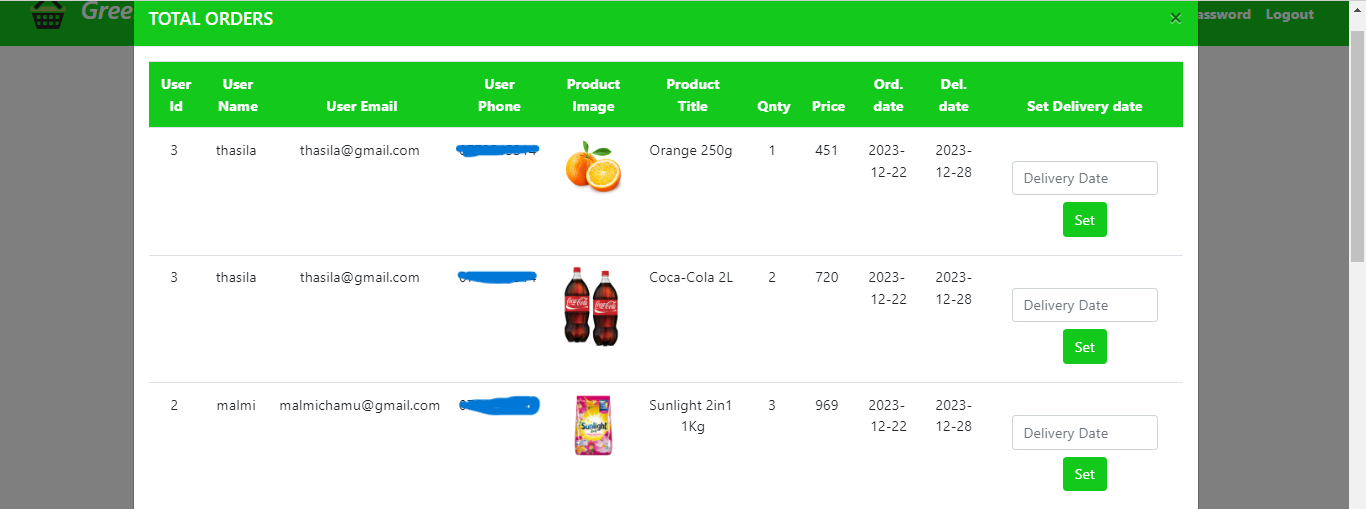 Gree
TOTAL ORDERS
×
assword Logout
User Id User Name User Email User Phone Product Image Product Title Qnty Price Ord. date Del. date Set Delivery date
3 thasila thasila@gmail.com Orange 250g 1 451 2023-12-22 2023-12-28
Delivery Date
Set
3 thasila thasila@gmail.com Coca-Cola 2L 2 720 2023-12-22 2023-12-28
Coca-Cola Coca-Cola
Delivery Date
Set
2 malmi malmichamu@gmail.com Sunlight 2in1 1Kg 3 969 2023-12-22 2023-12-28
Sunlight
Delivery Date
Set